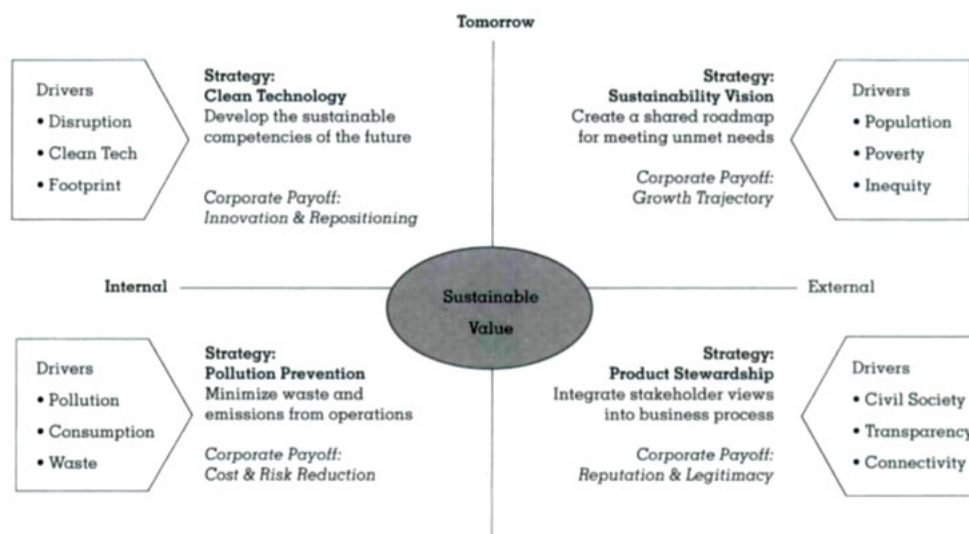 Tomorrow
Drivers
• Disruption
• Clean Tech
• Footprint
Strategy:
Clean Technology
Develop the sustainable
competencies of the future
Corporate Payoff:
Innovation & Repositioning
Strategy:
Sustainability Vision
Create a shared roadmap
for meeting unmet needs
Corporate Payoff:
Growth Trajectory
Drivers
• Population
• Poverty
• Inequity
Internal
Sustainable
Value
External
Drivers
• Pollution
• Consumption
• Waste
Strategy:
Pollution Prevention
Minimize waste and
emissions from operations
Corporate Payoff:
Cost & Risk Reduction
Strategy:
Product Stewardship
Integrate stakeholder views
into business process
Corporate Payoff:
Reputation & Legitimacy
Drivers
• Civil Society
• Transparency
• Connectivity